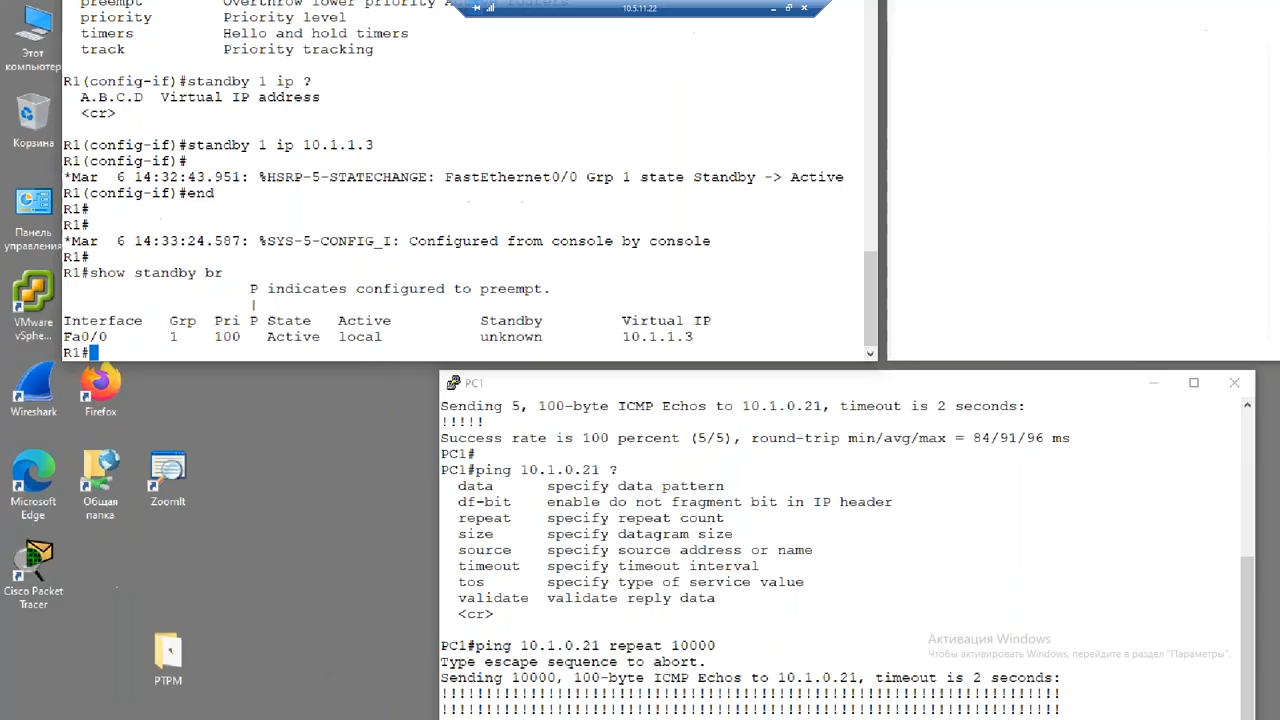 10.5.11.22
preempt      Overthrow lower priority Active routers
priority     Priority level
timers       Hello and hold timers
track        Priority tracking
R1(config-if)#standby 1 ip ?
A.B.C.D  Virtual IP address
<cr>
R1(config-if)#standby 1 ip 10.1.1.3
R1(config-if)#
*Mar  6 14:32:43.951: %HSRP-5-STATECHANGE: FastEthernet0/0 Grp 1 state Standby -> Active
R1(config-if)#end
R1#
R1#
*Mar  6 14:33:24.587: %SYS-5-CONFIG_I: Configured from console by console
R1#
R1#show standby br
P indicates configured to preempt.
|
Interface   Grp  Pri P State   Active          Standby         Virtual IP
Fa0/0       1    100   Active  local           unknown         10.1.1.3
R1#
Этот
компьютер
Корзина
Панель
управления
VMware
vSphe...
Wireshark
Firefox
Microsoft
Edge
Общая
папка
ZoomIt
Cisco Packet
Tracer
PTPM
PC1
Sending 5, 100-byte ICMP Echos to 10.1.0.21, timeout is 2 seconds:
!!!!!
Success rate is 100 percent (5/5), round-trip min/avg/max = 84/91/96 ms
PC1#
PC1#ping 10.1.0.21 ?
data      specify data pattern
df-bit    enable do not fragment bit in IP header
repeat    specify repeat count
size      specify datagram size
source    specify source address or name
timeout   specify timeout interval
tos       specify type of service value
validate  validate reply data
<cr>
PC1#ping 10.1.0.21 repeat 10000
Type escape sequence to abort.
Sending 10000, 100-byte ICMP Echos to 10.1.0.21, timeout is 2 seconds:
!!!!!!!!!!!!!!!!!!!!!!!!!!!!!!!!!!!!!!!!!!!!!!!!!!!!!!!!!!!!!!!!!!!!!!
!!!!!!!!!!!!!!!!!!!!!!!!!!!!!!!!!!!!!!!!!!!!!!!!!!!!!!!!!!!!!!!!!!!!!!
Активация Windows
Чтобы активировать Windows, перейдите в раздел "Параметры".